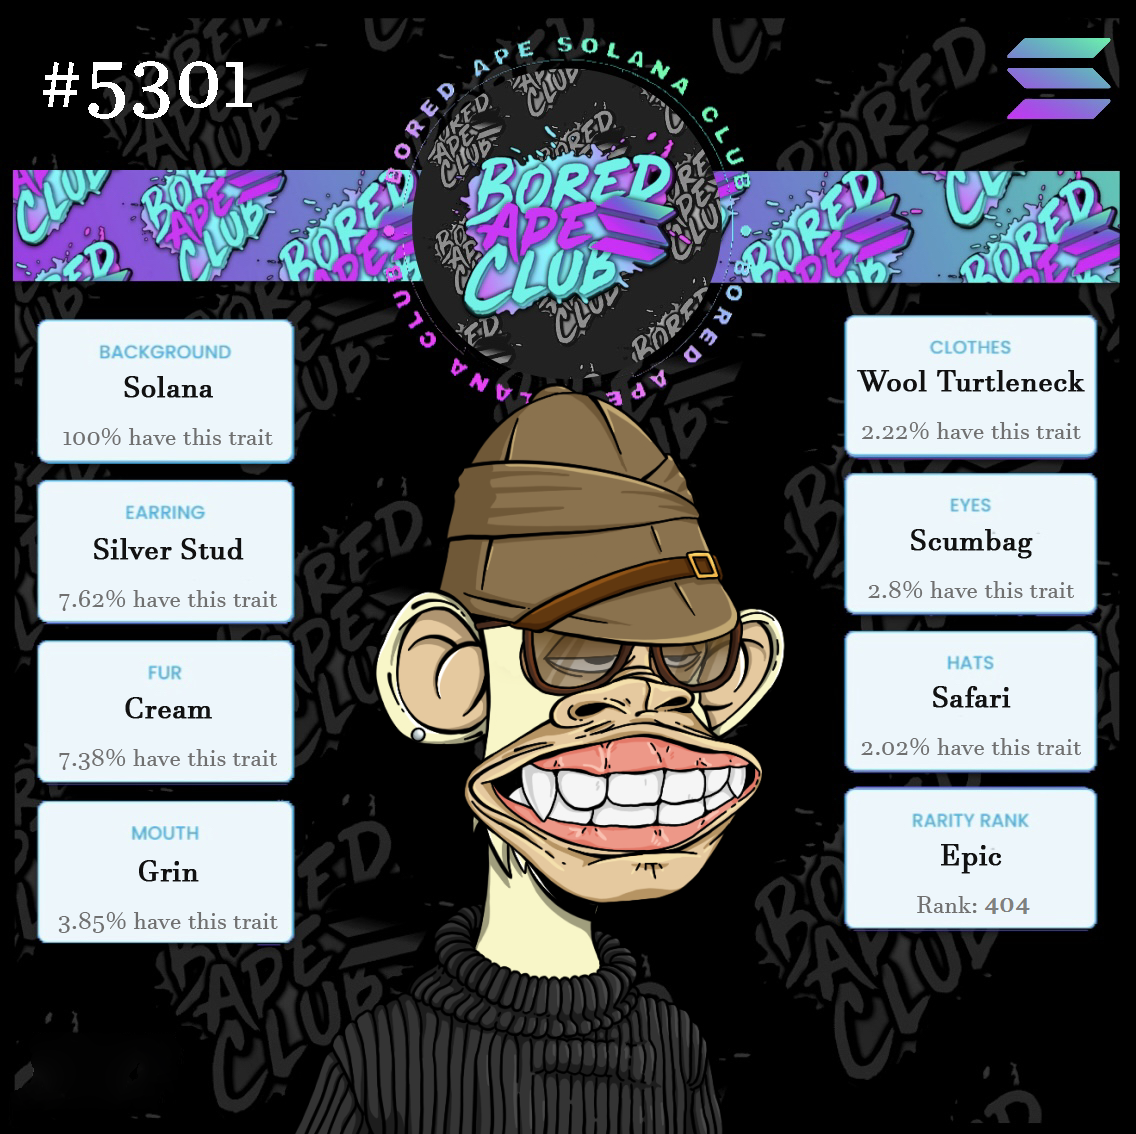 #5301
BORED APE SOLANA CLUB
BORED APE SOLANA CLUB
BORED
APE
CLUB
BACKGROUND
Solana
100% have this trait
EARRING
Silver Stud
7.62% have this trait
FUR
Cream
7.38% have this trait
MOUTH
Grin
3.85% have this trait
CLOTHES
Wool Turtleneck
2.22% have this trait
EYES
Scumbag
2.8% have this trait
HATS
Safari
2.02% have this trait
RARITY RANK
Epic
Rank: 404